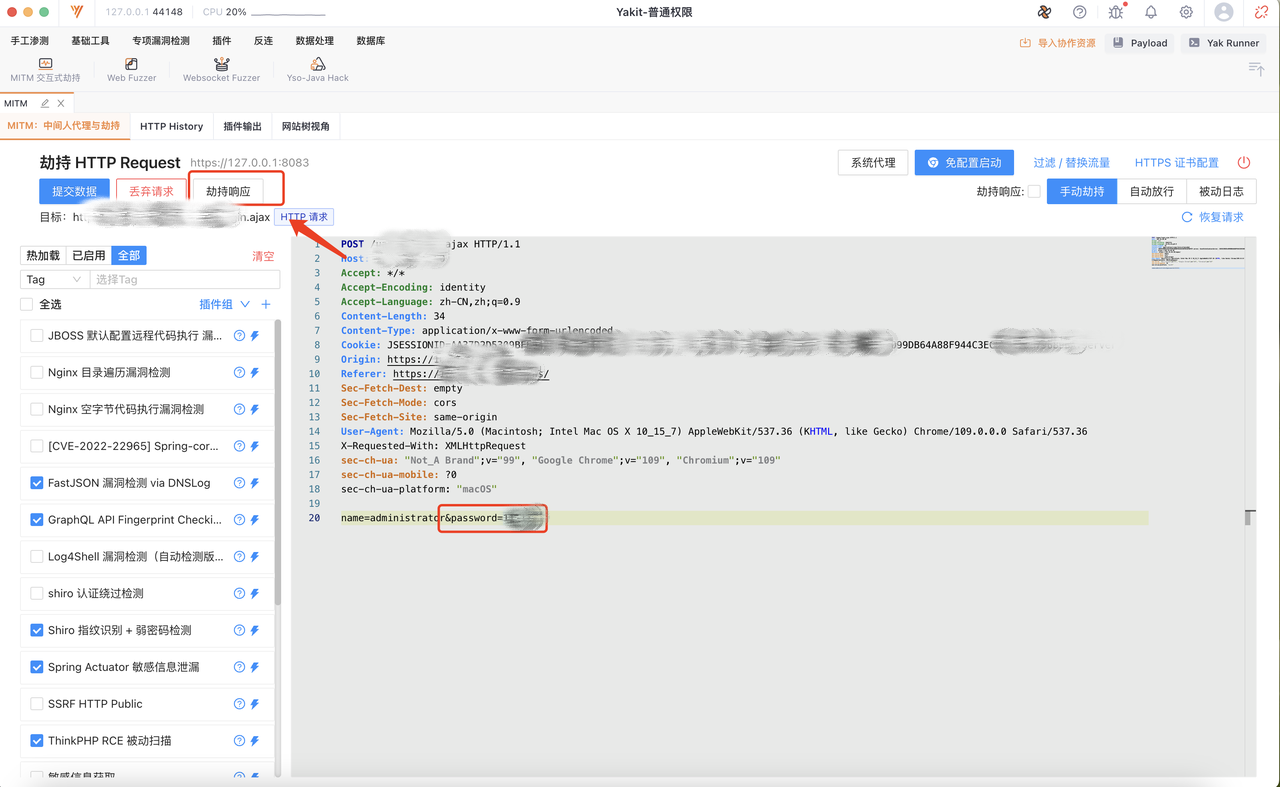 127.0.0.1 44148 CPU 20% Yakit-普通权限
手工渗测 基础工具 专项漏洞检测 插件 反连 数据处理 数据库 导入协作资源 Payload Yak Runner
MITM 交互式劫持 Web Fuzzer Websocket Fuzzer Yso-Java Hack
MITM
MITM：中间人代理与劫持 HTTP History 插件输出 网站树视角
劫持 HTTP Request https://127.0.0.1:8083 系统代理 免配置启动 过滤 / 替换流量 HTTPS 证书配置
提交数据 丢弃请求 劫持响应 劫持响应: 手动劫持 自动放行 被动日志
目标： .ajax HTTP 请求 恢复请求
热加载 已启用 全部 清空
Tag 选择Tag
全选 插件组
JBOSS 默认配置远程代码执行 漏...
Nginx 目录遍历漏洞检测
Nginx 空字节代码执行漏洞检测
[CVE-2022-22965] Spring-cor...
FastJSON 漏洞检测 via DNSLog
GraphQL API Fingerprint Checki...
Log4Shell 漏洞检测（自动检测版...
shiro 认证绕过检测
Shiro 指纹识别 + 弱密码检测
Spring Actuator 敏感信息泄漏
SSRF HTTP Public
ThinkPHP RCE 被动扫描
敏感信息获取
1 POST ajax HTTP/1.1
2 Host:
3 Accept: */*
4 Accept-Encoding: identity
5 Accept-Language: zh-CN,zh;q=0.9
6 Content-Length: 34
7 Content-Type: application/x-www-form-urlencoded
8 Cookie: 99DB64A88F944C3E
9 Origin: https://
10 Referer: https://
11 Sec-Fetch-Dest: empty
12 Sec-Fetch-Mode: cors
13 Sec-Fetch-Site: same-origin
14 User-Agent: Mozilla/5.0 (Macintosh; Intel Mac OS X 10_15_7) AppleWebKit/537.36 (KHTML, like Gecko) Chrome/109.0.0.0 Safari/537.36
15 X-Requested-With: XMLHttpRequest
16 sec-ch-ua: "Not_A Brand";v="99", "Google Chrome";v="109", "Chromium";v="109"
17 sec-ch-ua-mobile: ?0
18 sec-ch-ua-platform: "macOS"
19
20 name=administrator&password=